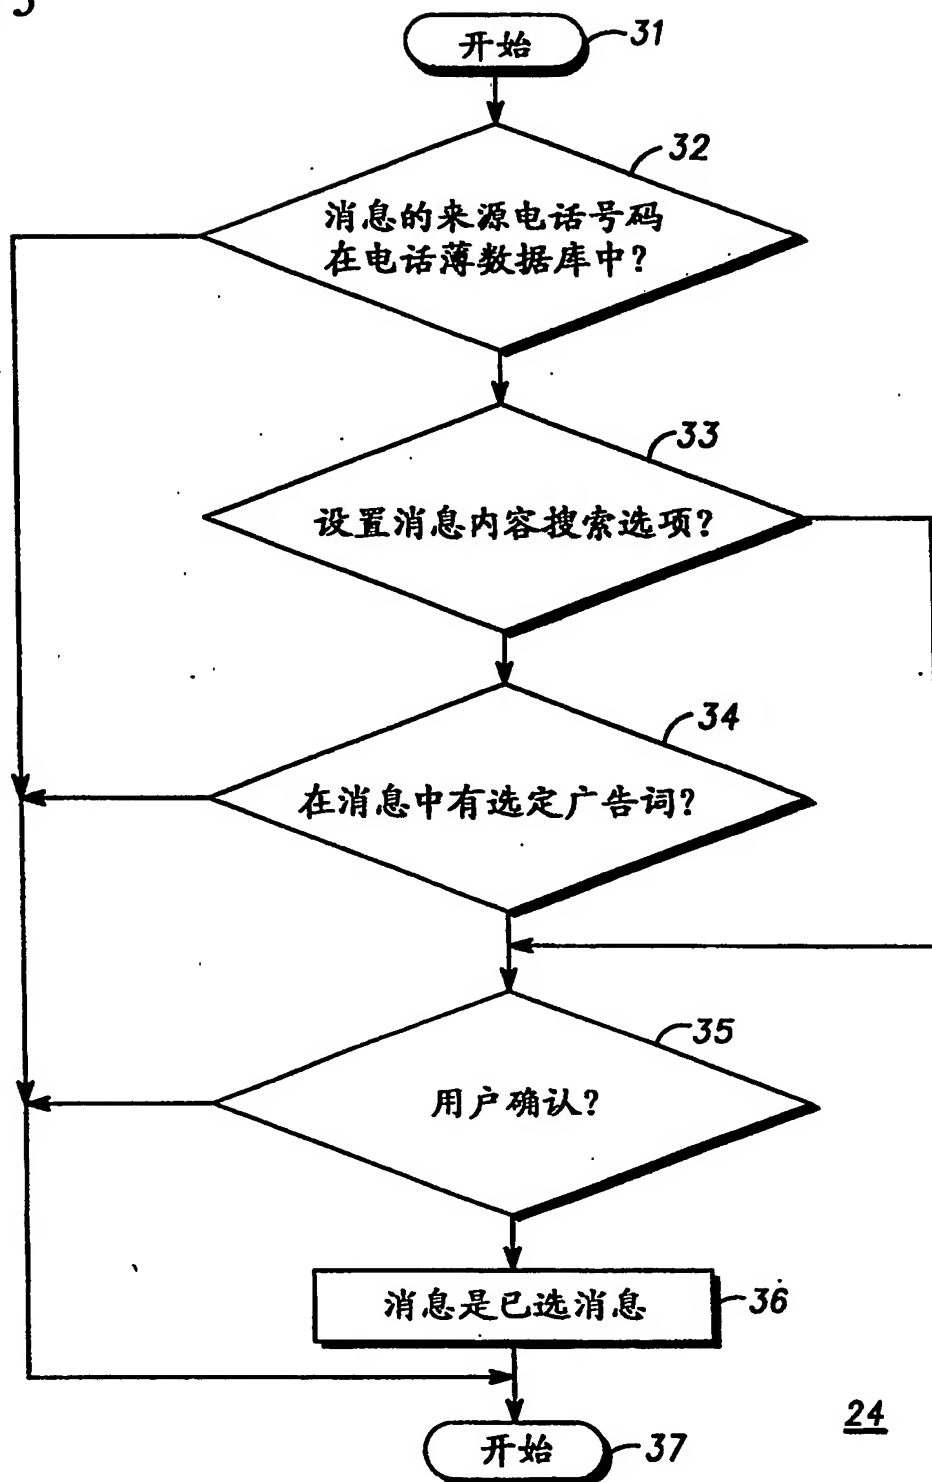 3
开始 31
32
消息的来源电话号码
在电话薄数据库中?
33
设置消息内容搜索选项?
34
在消息中有选定广告词?
35
用户确认?
消息是已选消息 36
24
开始 37